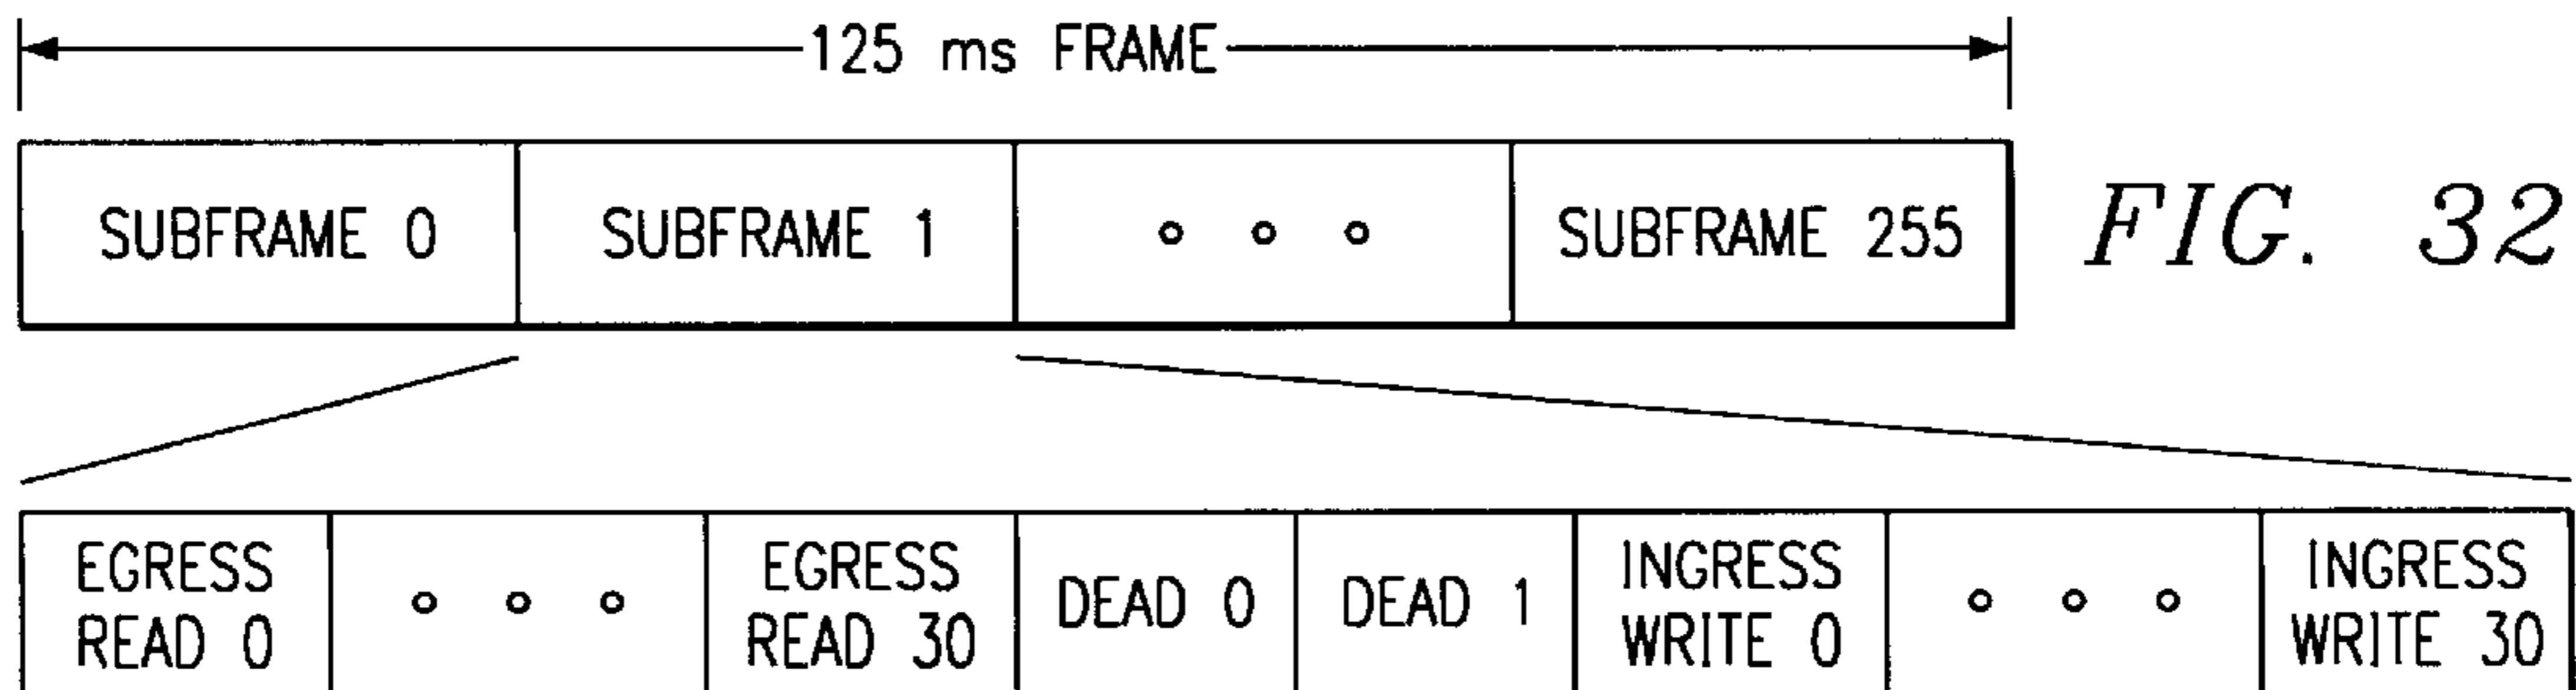 125 ms FRAME
SUBFRAME 0 SUBFRAME 1 SUBFRAME 255
FIG. 32
EGRESS READ 0
EGRESS READ 30
DEAD 0
DEAD 1
INGRESS WRITE 0
INGRESS WRITE 30